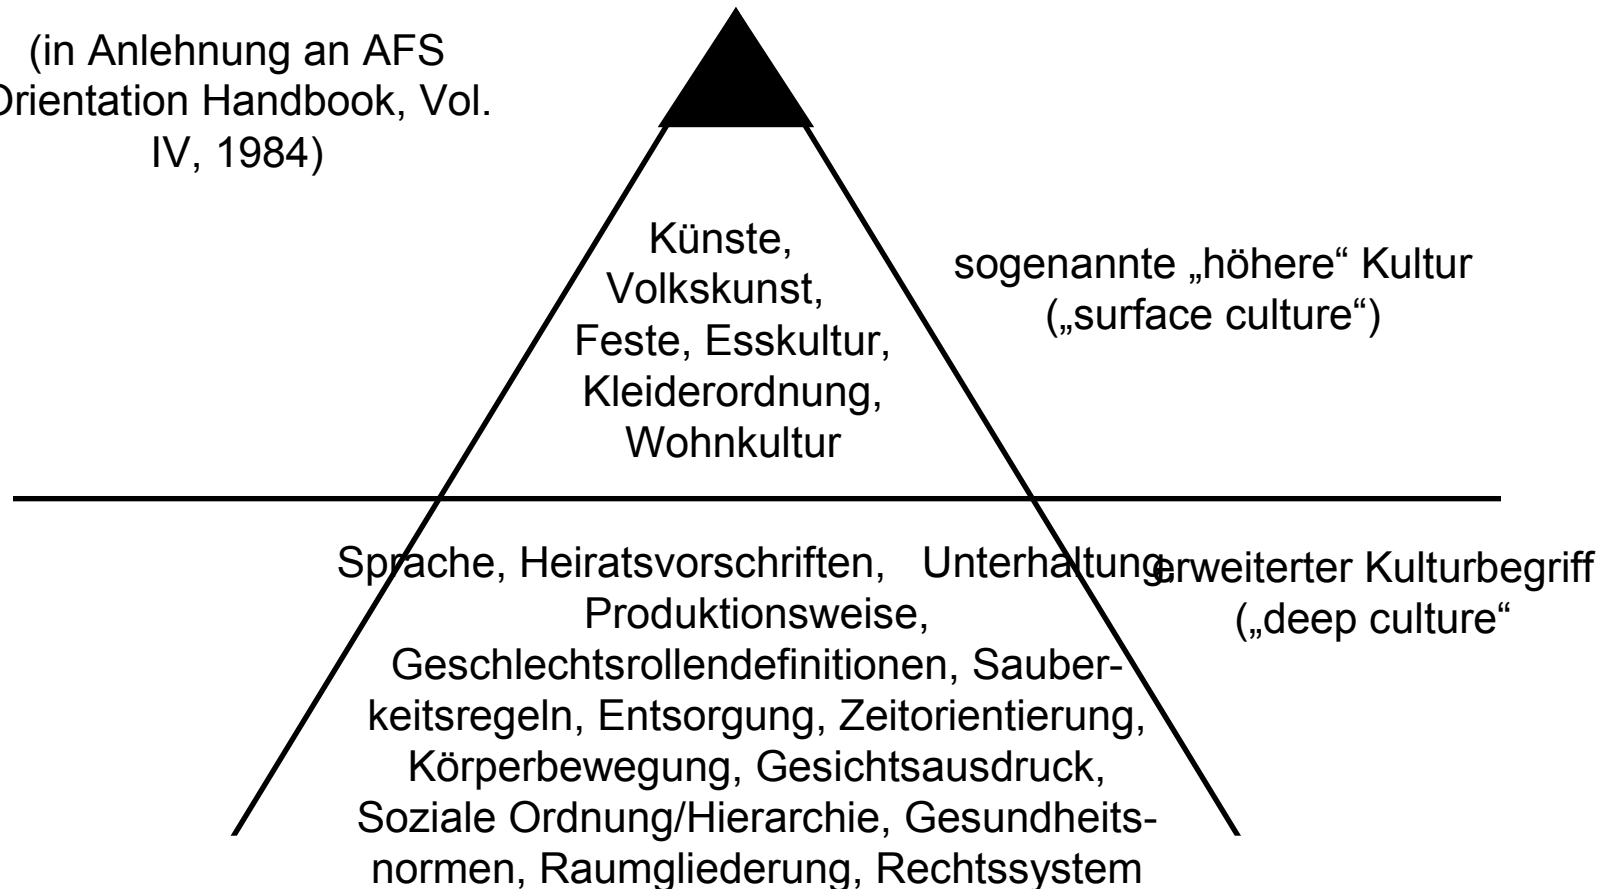 (in Anlehnung an AFS
Orientation Handbook, Vol.
IV, 1984)
Künste,
Volkskunst,
Feste, Esskultur,
Kleiderordnung,
Wohnkultur
sogenannte „höhere“ Kultur
(„surface culture“)
Sprache, Heiratsvorschriften, Unterhaltung,
Produktionsweise,
Geschlechtsrollendefinitionen, Sauber-
keitsregeln, Entsorgung, Zeitorientierung,
Körperbewegung, Gesichtsausdruck,
Soziale Ordnung/Hierarchie, Gesundheits-
normen, Raumgliederung, Rechtssystem
erweiterter Kulturbegriff
(„deep culture“